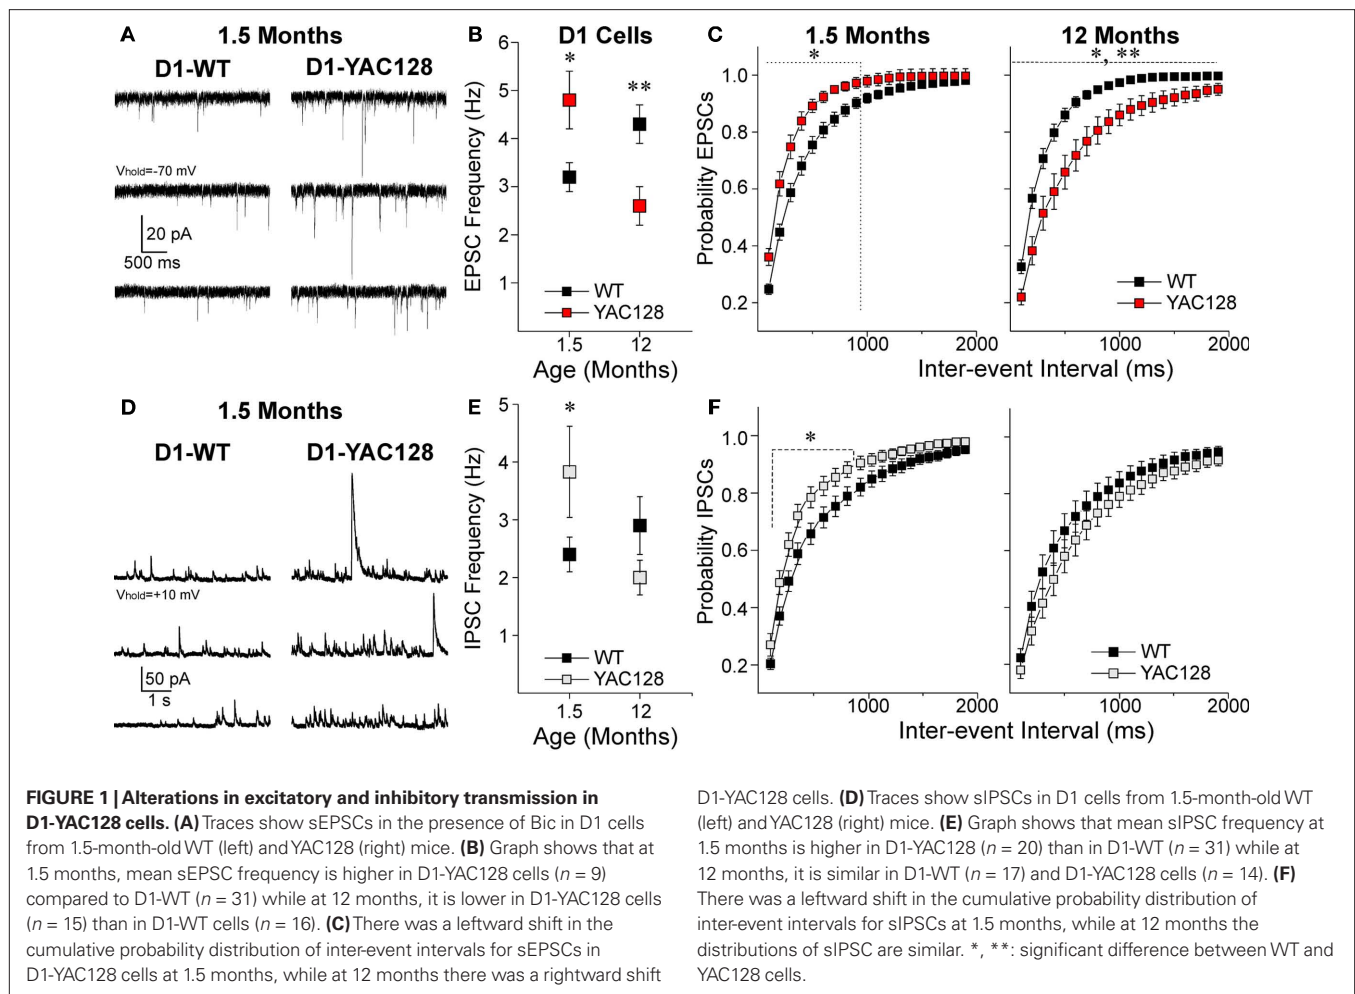 A
1.5 Months
D1-WT
D1-YAC128
Vhold=-70 mV
20 pA
500 ms
B
D1 Cells
EPSC Frequency (Hz)
6
5
4
3
2
1
*
**
WT
YAC128
1.5
12
Age (Months)
C
1.5 Months
12 Months
*
*, **
Probability EPSCs
1.0
0.8
0.6
0.4
0.2
WT
YAC128
1000
2000
1000
2000
Inter-event Interval (ms)
D
1.5 Months
D1-WT
D1-YAC128
Vhold=+10 mV
50 pA
1 s
E
IPSC Frequency (Hz)
5
4
3
2
1
*
WT
YAC128
1.5
12
Age (Months)
F
*
Probability IPSCs
1.0
0.8
0.6
0.4
0.2
WT
YAC128
1000
2000
1000
2000
Inter-event Interval (ms)
FIGURE 1 | Alterations in excitatory and inhibitory transmission in
D1-YAC128 cells. (A) Traces show sEPSCs in the presence of Bic in D1 cells
from 1.5-month-old WT (left) and YAC128 (right) mice. (B) Graph shows that at
1.5 months, mean sEPSC frequency is higher in D1-YAC128 cells (n = 9)
compared to D1-WT (n = 31) while at 12 months, it is lower in D1-YAC128 cells
(n = 15) than in D1-WT cells (n = 16). (C) There was a leftward shift in the
cumulative probability distribution of inter-event intervals for sEPSCs in
D1-YAC128 cells at 1.5 months, while at 12 months there was a rightward shift
D1-YAC128 cells. (D) Traces show sIPSCs in D1 cells from 1.5-month-old WT
(left) and YAC128 (right) mice. (E) Graph shows that mean sIPSC frequency at
1.5 months is higher in D1-YAC128 (n = 20) than in D1-WT (n = 31) while at
12 months, it is similar in D1-WT (n = 17) and D1-YAC128 cells (n = 14). (F)
There was a leftward shift in the cumulative probability distribution of
inter-event intervals for sIPSCs at 1.5 months, while at 12 months the
distributions of sIPSC are similar. *, **: significant difference between WT and
YAC128 cells.